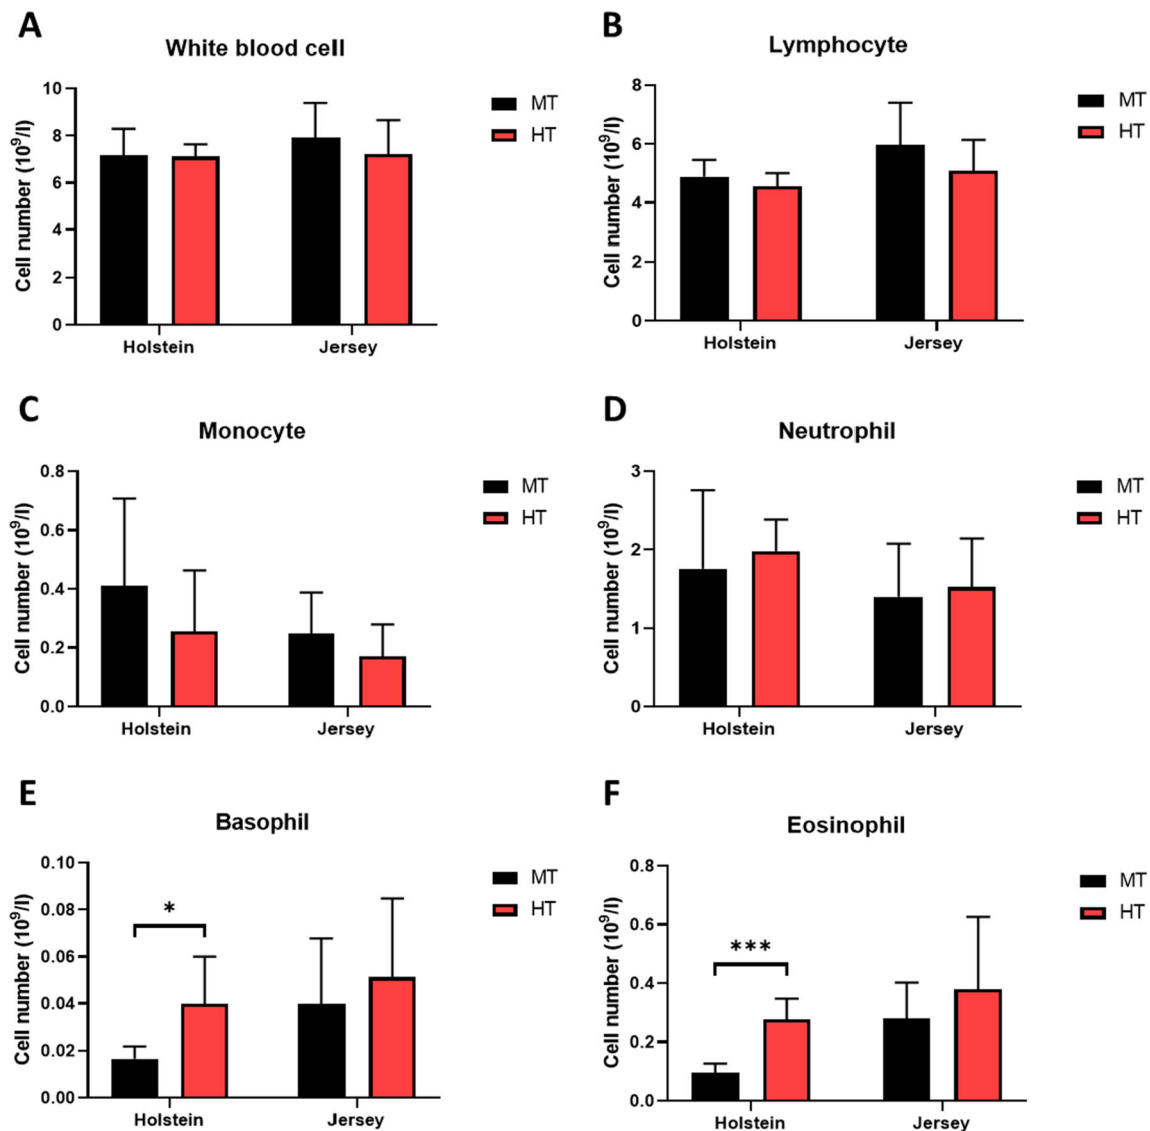 A
White blood cell
Cell number (10⁹/l)
10
8
6
4
2
0
Holstein
Jersey
MT
HT
B
Lymphocyte
Cell number (10⁹/l)
8
6
4
2
0
Holstein
Jersey
MT
HT
C
Monocyte
Cell number (10⁹/l)
0.8
0.6
0.4
0.2
0.0
Holstein
Jersey
MT
HT
D
Neutrophil
Cell number (10⁹/l)
3
2
1
0
Holstein
Jersey
MT
HT
E
Basophil
Cell number (10⁹/l)
0.10
0.08
0.06
0.04
0.02
0.00
*
Holstein
Jersey
MT
HT
F
Eosinophil
Cell number (10⁹/l)
0.8
0.6
0.4
0.2
0.0
***
Holstein
Jersey
MT
HT